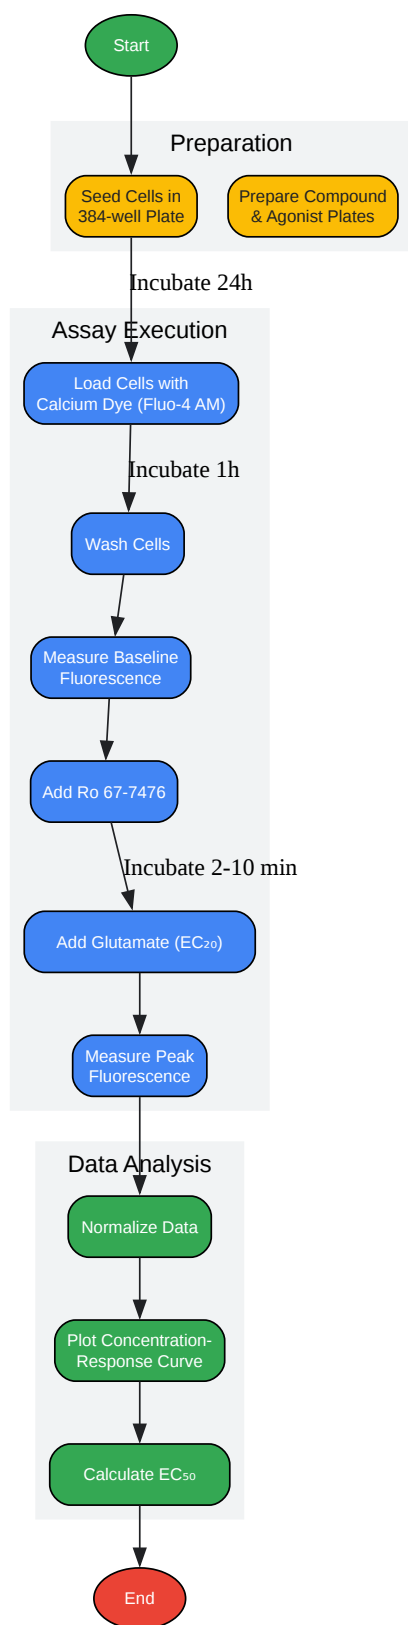 Start
Preparation
Seed Cells in
384-well Plate
Prepare Compound
& Agonist Plates
Incubate 24h
Assay Execution
Load Cells with
Calcium Dye (Fluo-4 AM)
Incubate 1h
Wash Cells
Measure Baseline
Fluorescence
Add Ro 67-7476
Incubate 2-10 min
Add Glutamate (EC₂₀)
Measure Peak
Fluorescence
Data Analysis
Normalize Data
Plot Concentration-
Response Curve
Calculate EC₅₀
End